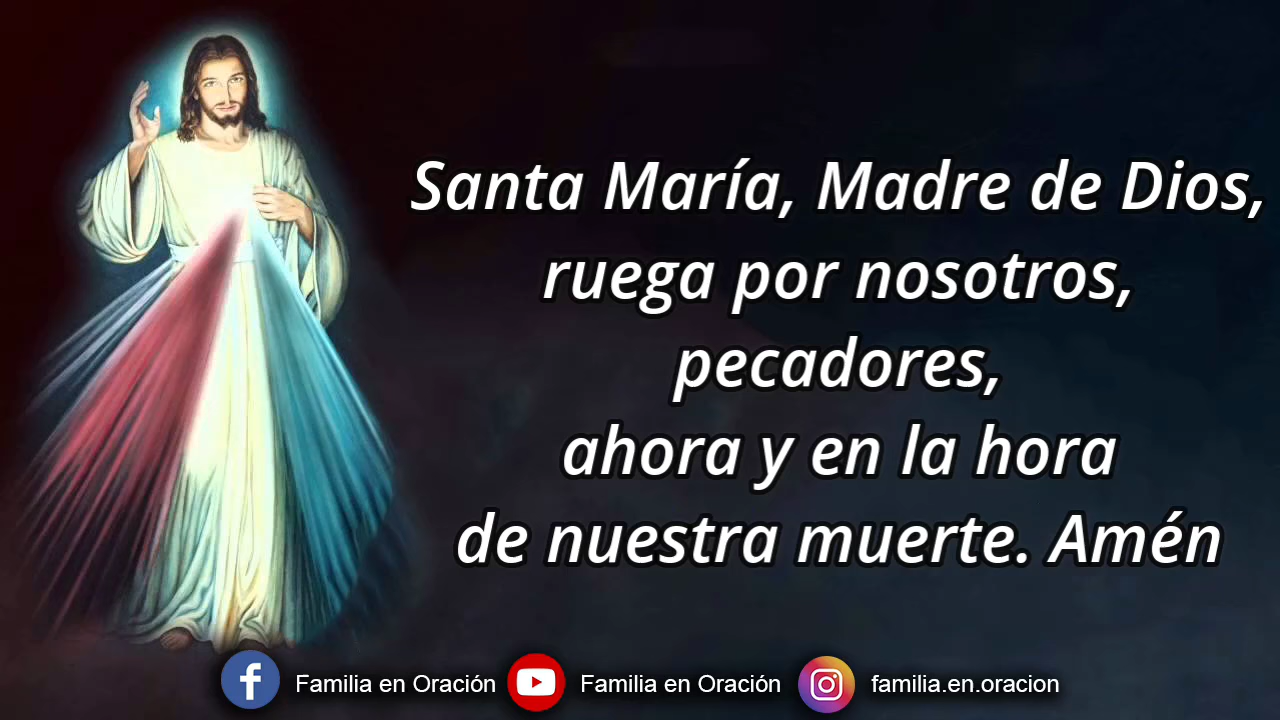 Santa María, Madre de Dios,
ruega por nosotros,
pecadores,
ahora y en la hora
de nuestra muerte. Amén
Familia en Oración Familia en Oración familia.en.oracion